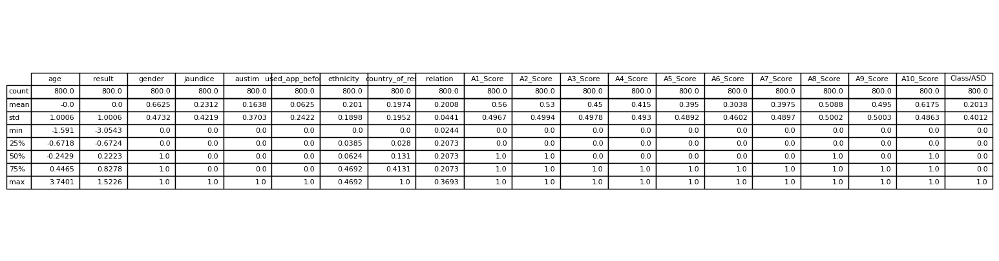 age result gender jaundice austim used_app_befo ethnicity country_of_res relation A1_Score A2_Score A3_Score A4_Score A5_Score A6_Score A7_Score A8_Score A9_Score A10_Score Class/ASD
count 800.0 800.0 800.0 800.0 800.0 800.0 800.0 800.0 800.0 800.0 800.0 800.0 800.0 800.0 800.0 800.0 800.0 800.0 800.0 800.0
mean -0.0 0.0 0.6625 0.2312 0.1638 0.0625 0.201 0.1974 0.2008 0.56 0.53 0.45 0.415 0.395 0.3038 0.3975 0.5088 0.495 0.6175 0.2013
std 1.0006 1.0006 0.4732 0.4219 0.3703 0.2422 0.1898 0.1952 0.0441 0.4967 0.4994 0.4978 0.493 0.4892 0.4602 0.4897 0.5002 0.5003 0.4863 0.4012
min -1.591 -3.0543 0.0 0.0 0.0 0.0 0.0 0.0 0.0244 0.0 0.0 0.0 0.0 0.0 0.0 0.0 0.0 0.0 0.0 0.0
25% -0.6718 -0.6724 0.0 0.0 0.0 0.0 0.0385 0.028 0.2073 0.0 0.0 0.0 0.0 0.0 0.0 0.0 0.0 0.0 0.0 0.0
50% -0.2429 0.2223 1.0 0.0 0.0 0.0 0.0624 0.131 0.2073 1.0 1.0 0.0 0.0 0.0 0.0 0.0 1.0 0.0 1.0 0.0
75% 0.4465 0.8278 1.0 0.0 0.0 0.0 0.4692 0.4131 0.2073 1.0 1.0 1.0 1.0 1.0 1.0 1.0 1.0 1.0 1.0 0.0
max 3.7401 1.5226 1.0 1.0 1.0 1.0 0.4692 1.0 0.3693 1.0 1.0 1.0 1.0 1.0 1.0 1.0 1.0 1.0 1.0 1.0